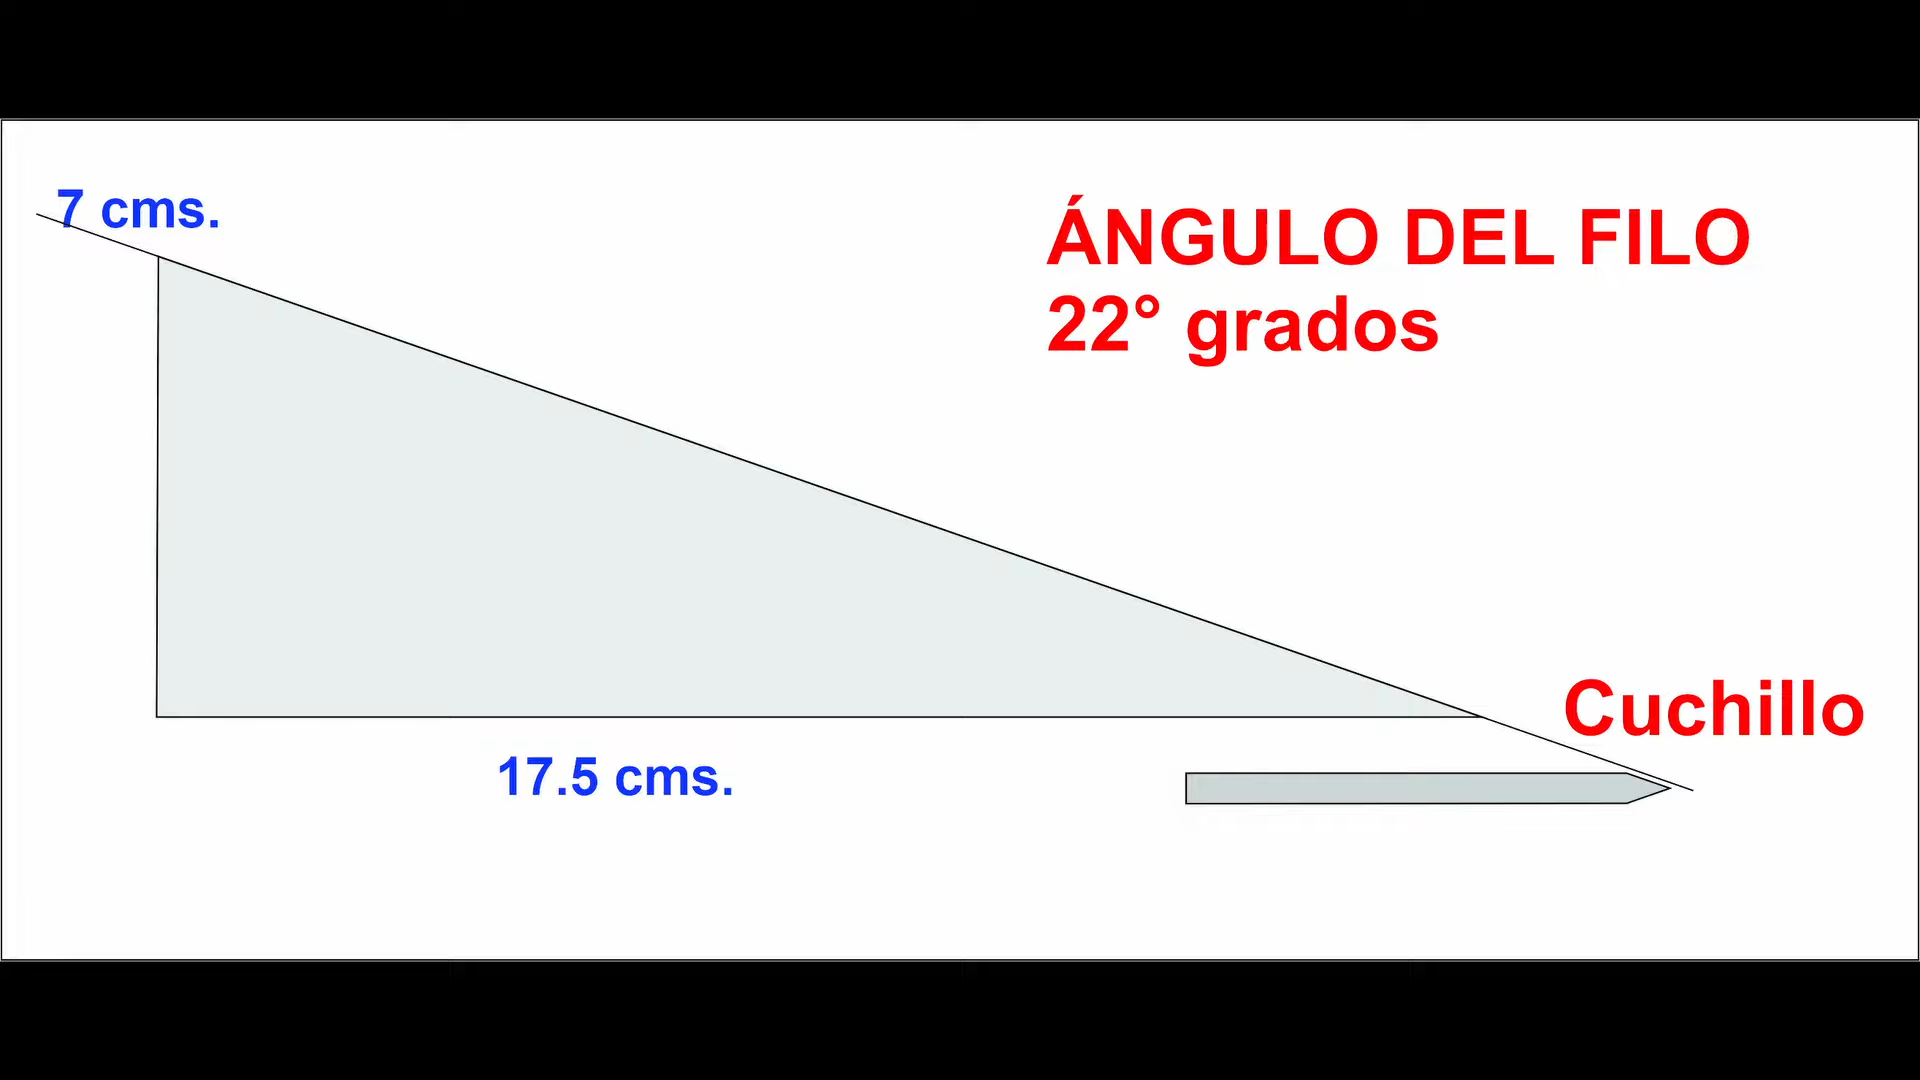 7 cms.
ÁNGULO DEL FILO
22° grados
Cuchillo
17.5 cms.